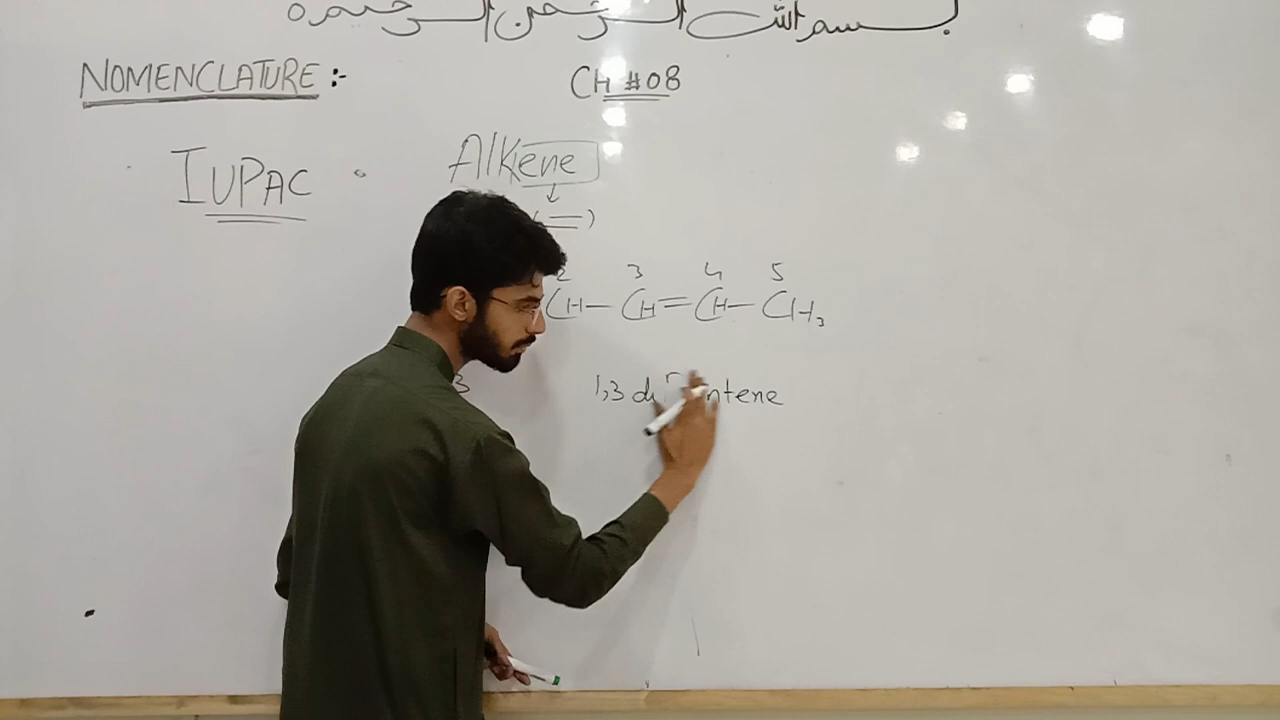 بسم الله الرحمن الرحيم
NOMENCLATURE :-
CH # 08
IUPAC
Alkene
(=)
2 3 4 5
CH — CH = CH — CH₃
3
1,3 di
ntene